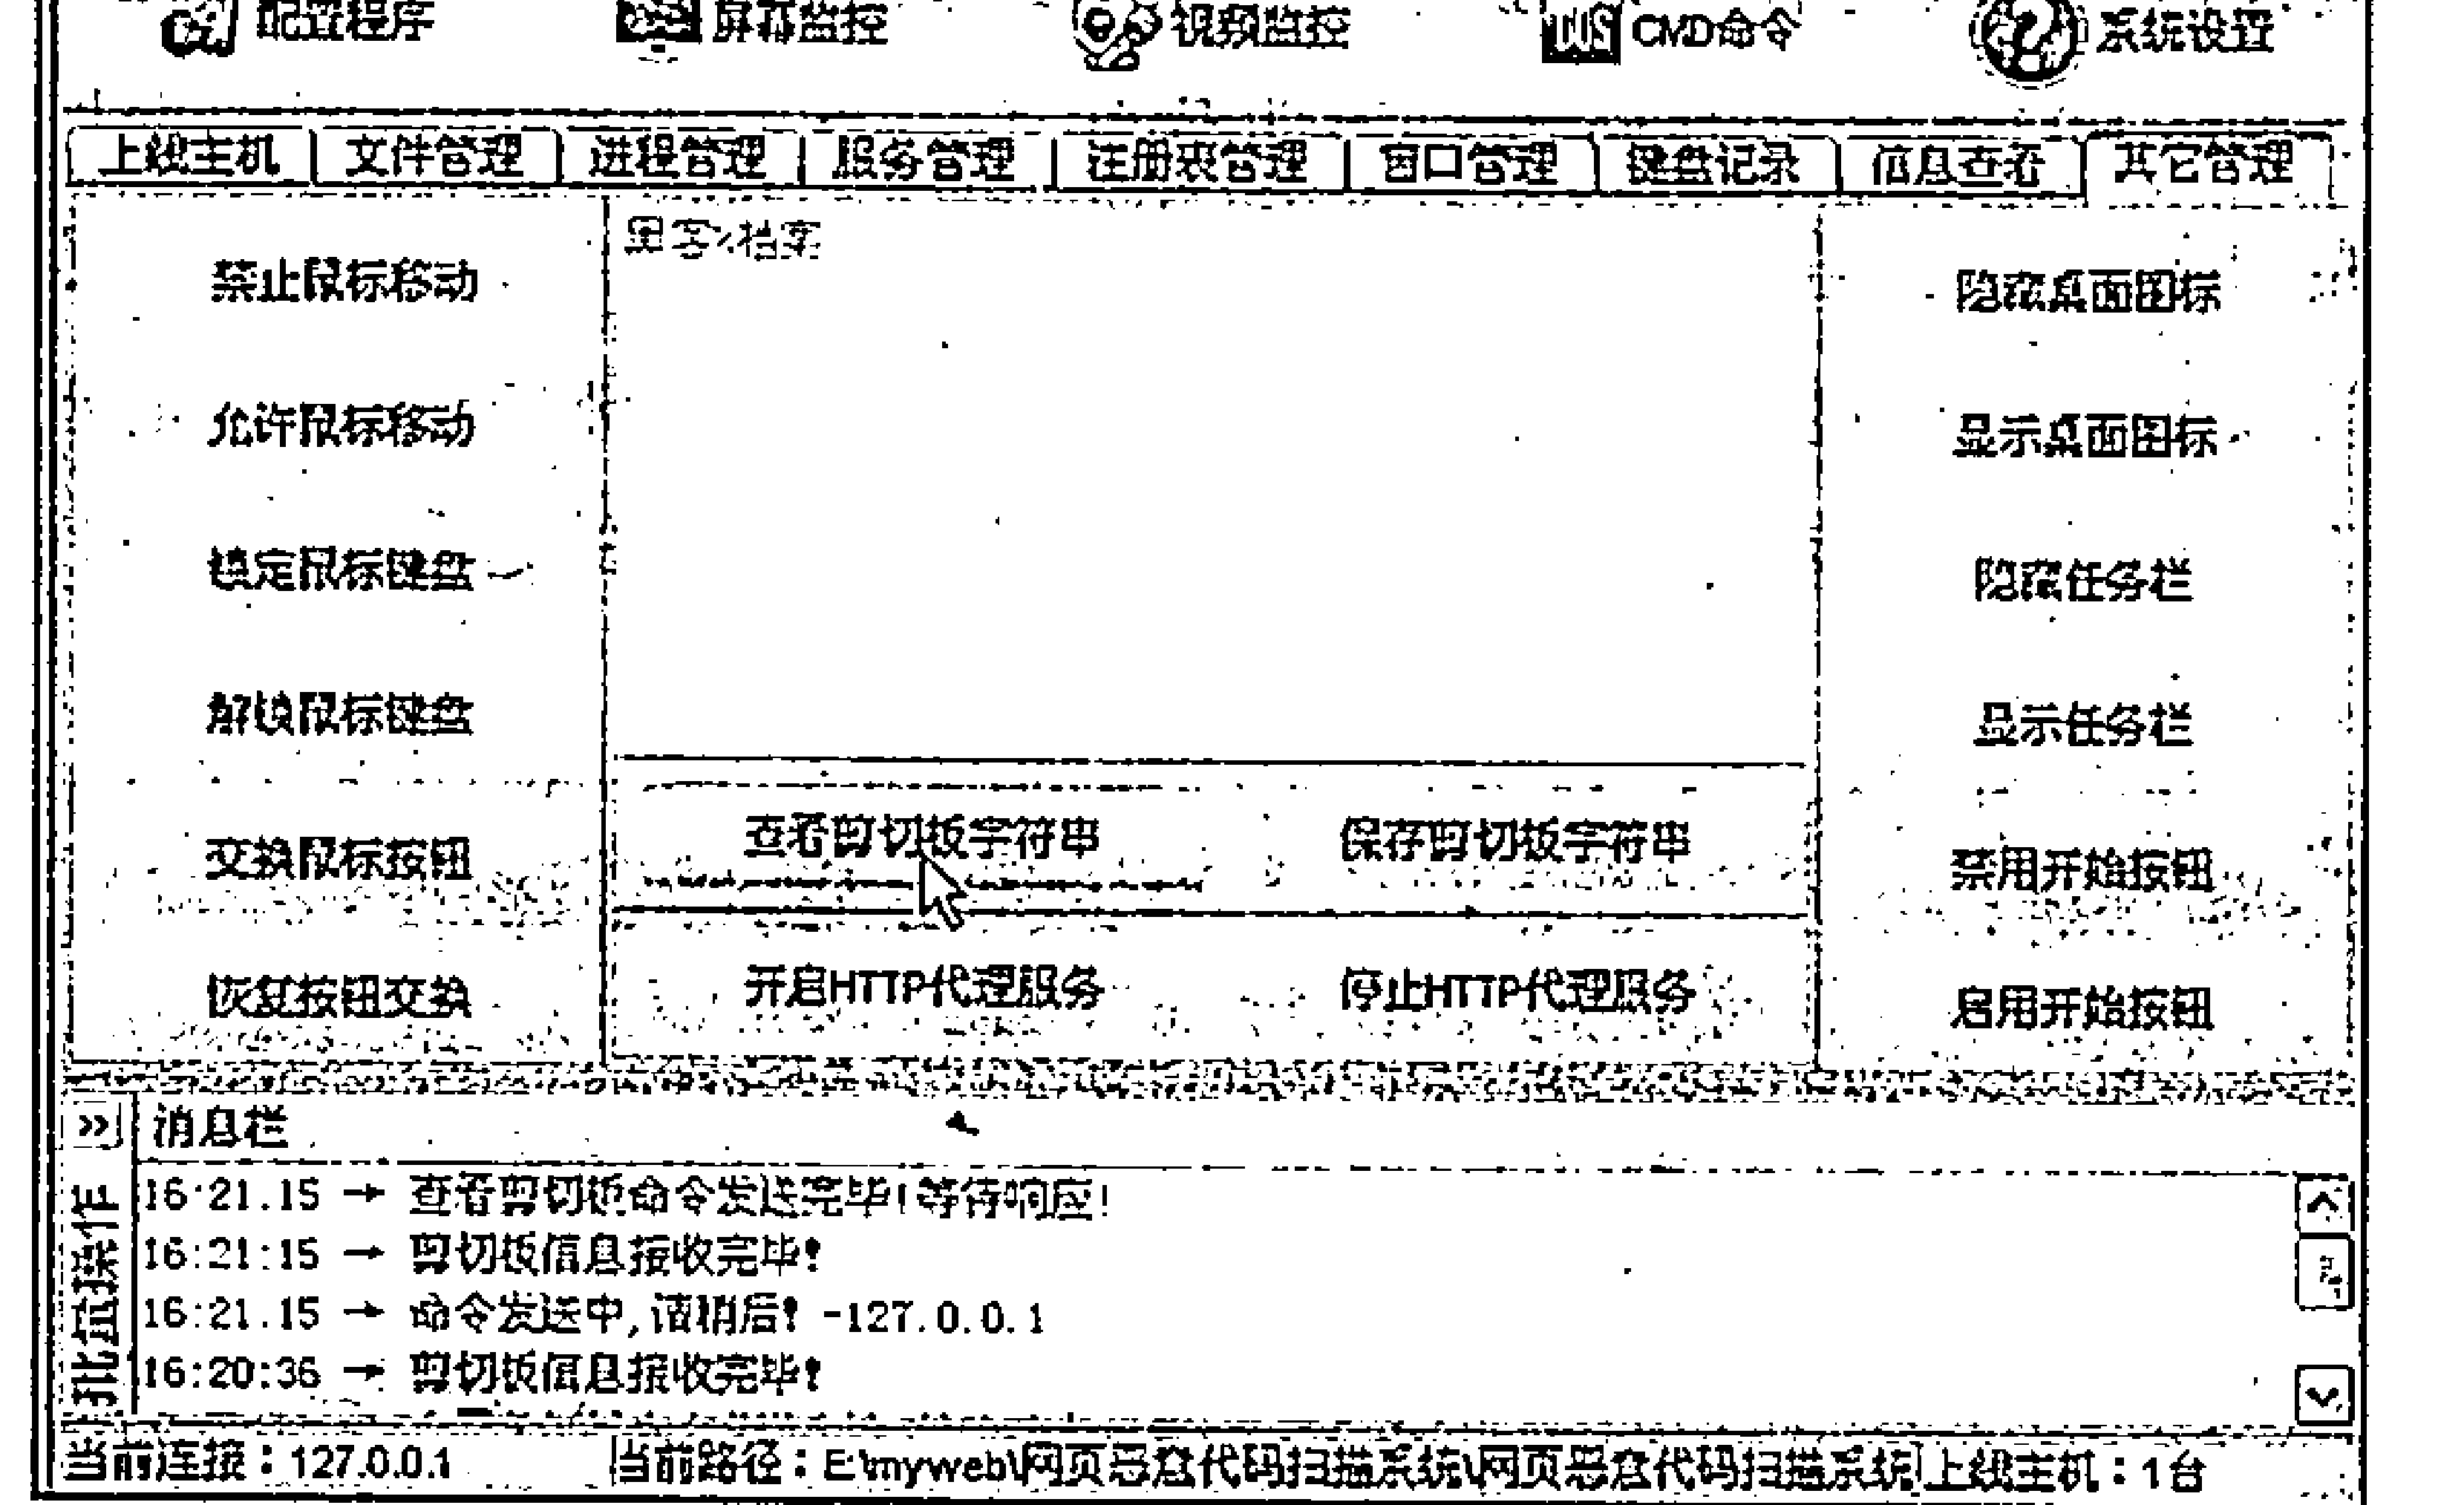 配置程序 屏幕监控 视频监控 CMD命令 系统设置
上线主机 文件管理 进程管理 服务管理 注册表管理 窗口管理 键盘记录 信息查看 其它管理
黑客x档案
禁止鼠标移动
允许鼠标移动
锁定鼠标键盘
解锁鼠标键盘
交换鼠标按钮
恢复按钮交换
查看剪切板字符串 保存剪切板字符串
开启HTTP代理服务 停止HTTP代理服务
隐藏桌面图标
显示桌面图标
隐藏任务栏
显示任务栏
禁用开始按钮
启用开始按钮
» 消息栏
批量操作
16:21:15 → 查看剪切板命令发送完毕!等待响应!
16:21:15 → 剪切板信息接收完毕!
16:21:15 → 命令发送中,请稍后! -127.0.0.1
16:20:36 → 剪切板信息接收完毕!
当前连接：127.0.0.1 当前路径：E:\myweb\网页恶意代码扫描系统\网页恶意代码扫描系统 上线主机：1台